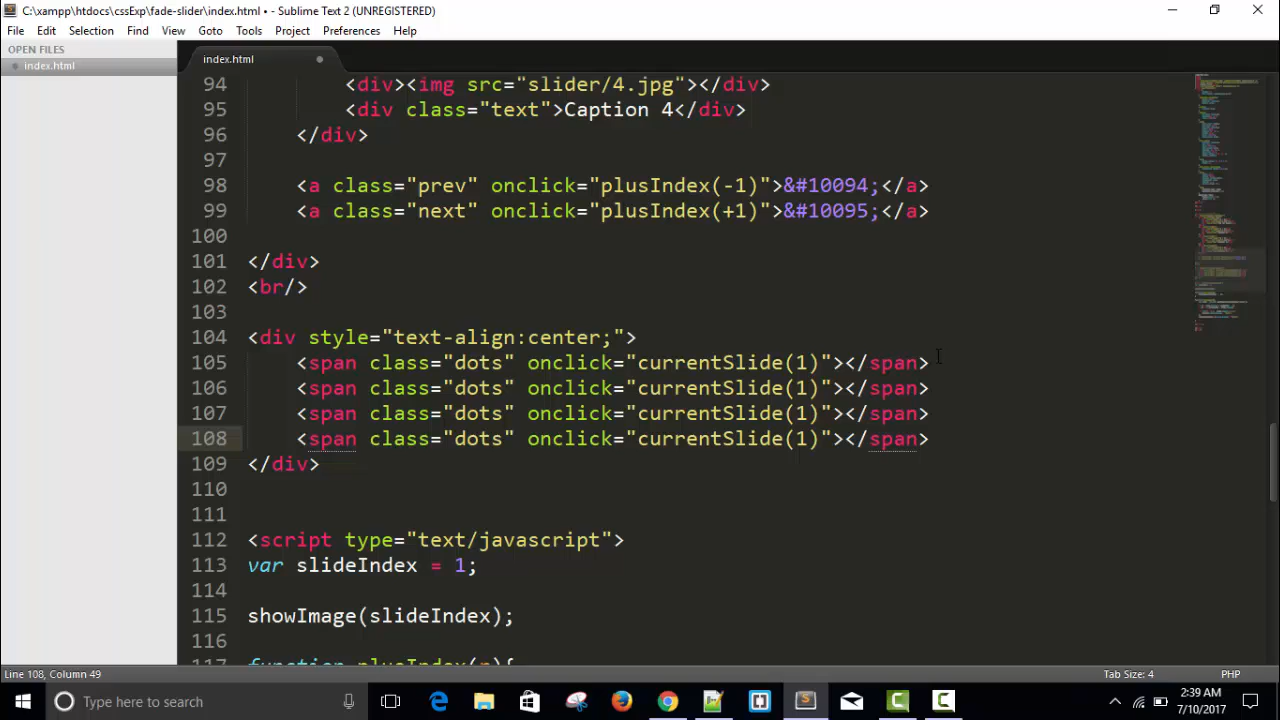 C:\xampp\htdocs\cssExp\fade-slider\index.html • - Sublime Text 2 (UNREGISTERED)
File Edit Selection Find View Goto Tools Project Preferences Help
OPEN FILES
index.html
index.html
94 <div><img src="slider/4.jpg"></div>
95 <div class="text">Caption 4</div>
96 </div>
97
98 <a class="prev" onclick="plusIndex(-1)">&#10094;</a>
99 <a class="next" onclick="plusIndex(+1)">&#10095;</a>
100
101 </div>
102 <br/>
103
104 <div style="text-align:center;">
105 <span class="dots" onclick="currentSlide(1)"></span>
106 <span class="dots" onclick="currentSlide(1)"></span>
107 <span class="dots" onclick="currentSlide(1)"></span>
108 <span class="dots" onclick="currentSlide(1)"></span>
109 </div>
110
111
112 <script type="text/javascript">
113 var slideIndex = 1;
114
115 showImage(slideIndex);
116
117 function plusIndex(n){
Line 108, Column 49
Tab Size: 4
PHP
Type here to search
2:39 AM
7/10/2017